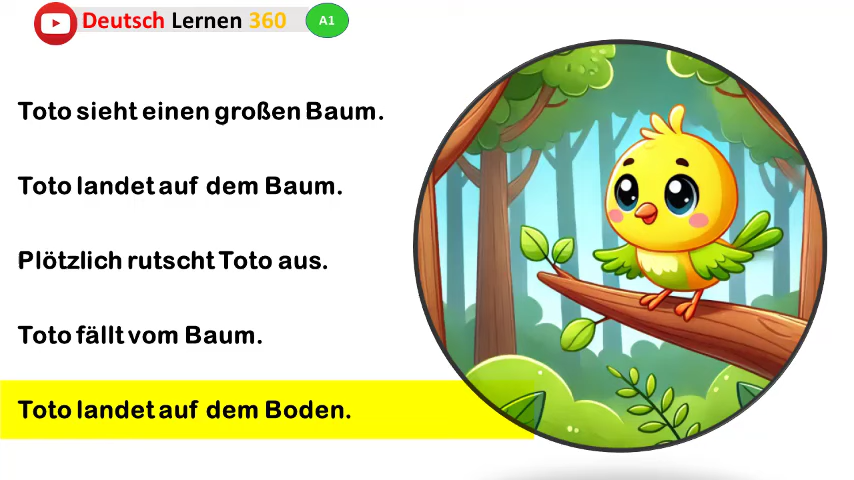 Deutsch Lernen 360 A1
Toto sieht einen großen Baum.
Toto landet auf dem Baum.
Plötzlich rutscht Toto aus.
Toto fällt vom Baum.
Toto landet auf dem Boden.